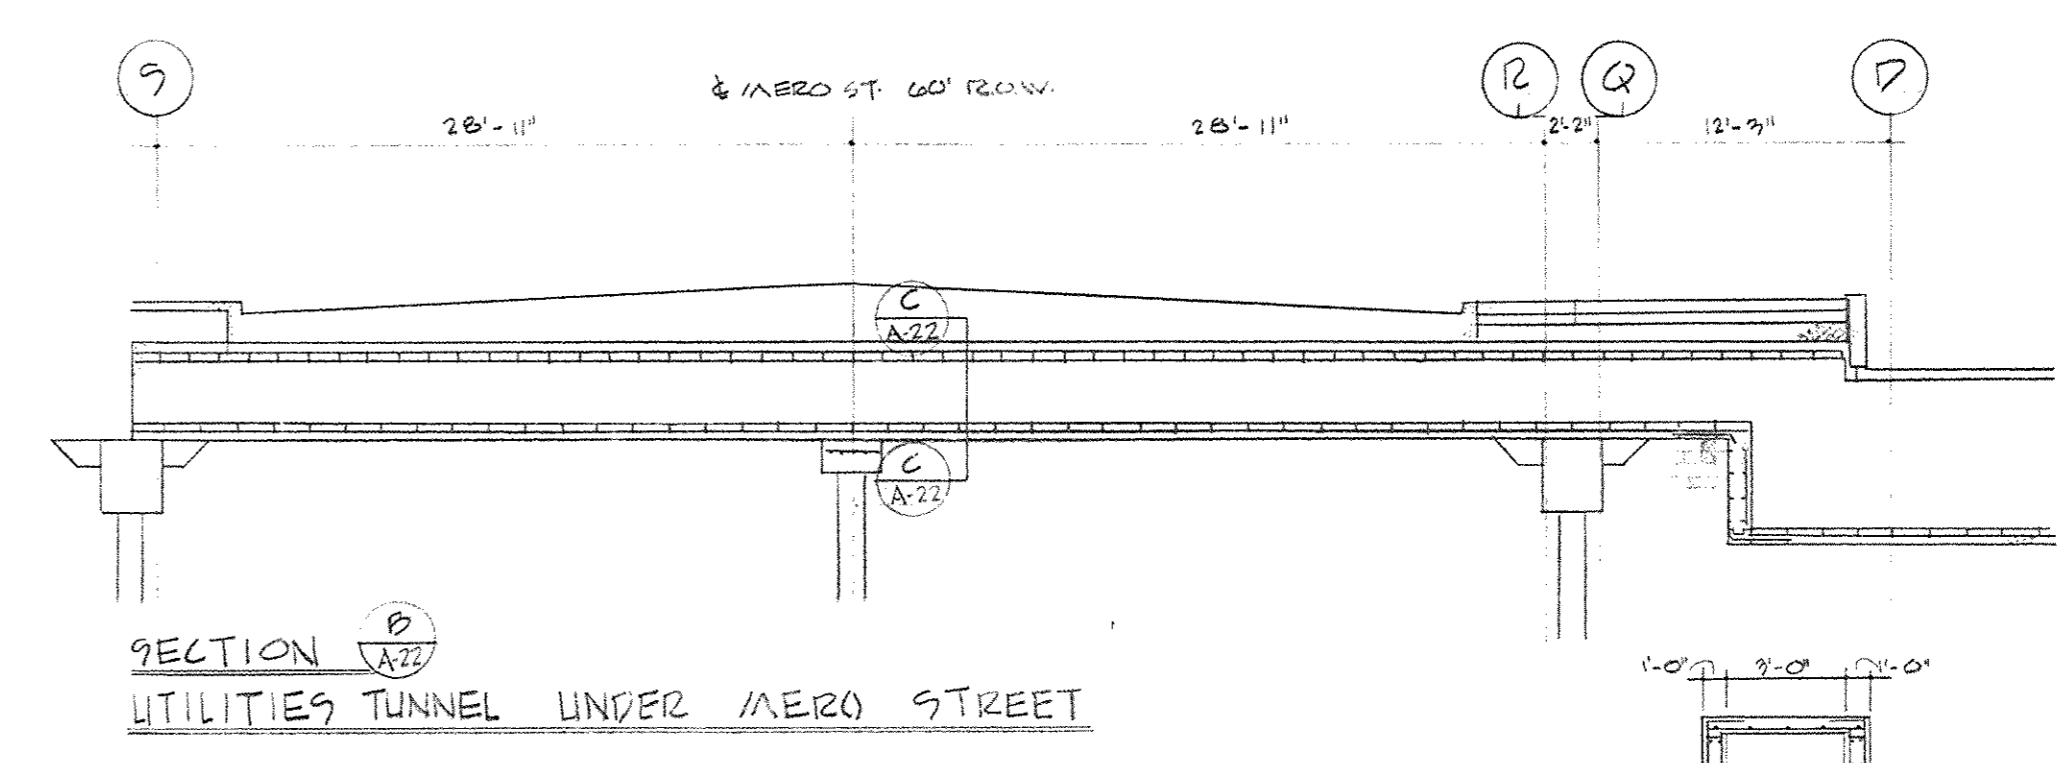 S
℄ AERO ST. 60' R.O.W.
R
Q
P
28'-11"
28'-11"
2'-2"
12'-3"
C
A-22
C
A-22
SECTION
B
A-22
UTILITIES TUNNEL UNDER AERO STREET
1'-0"
3'-0"
1'-0"